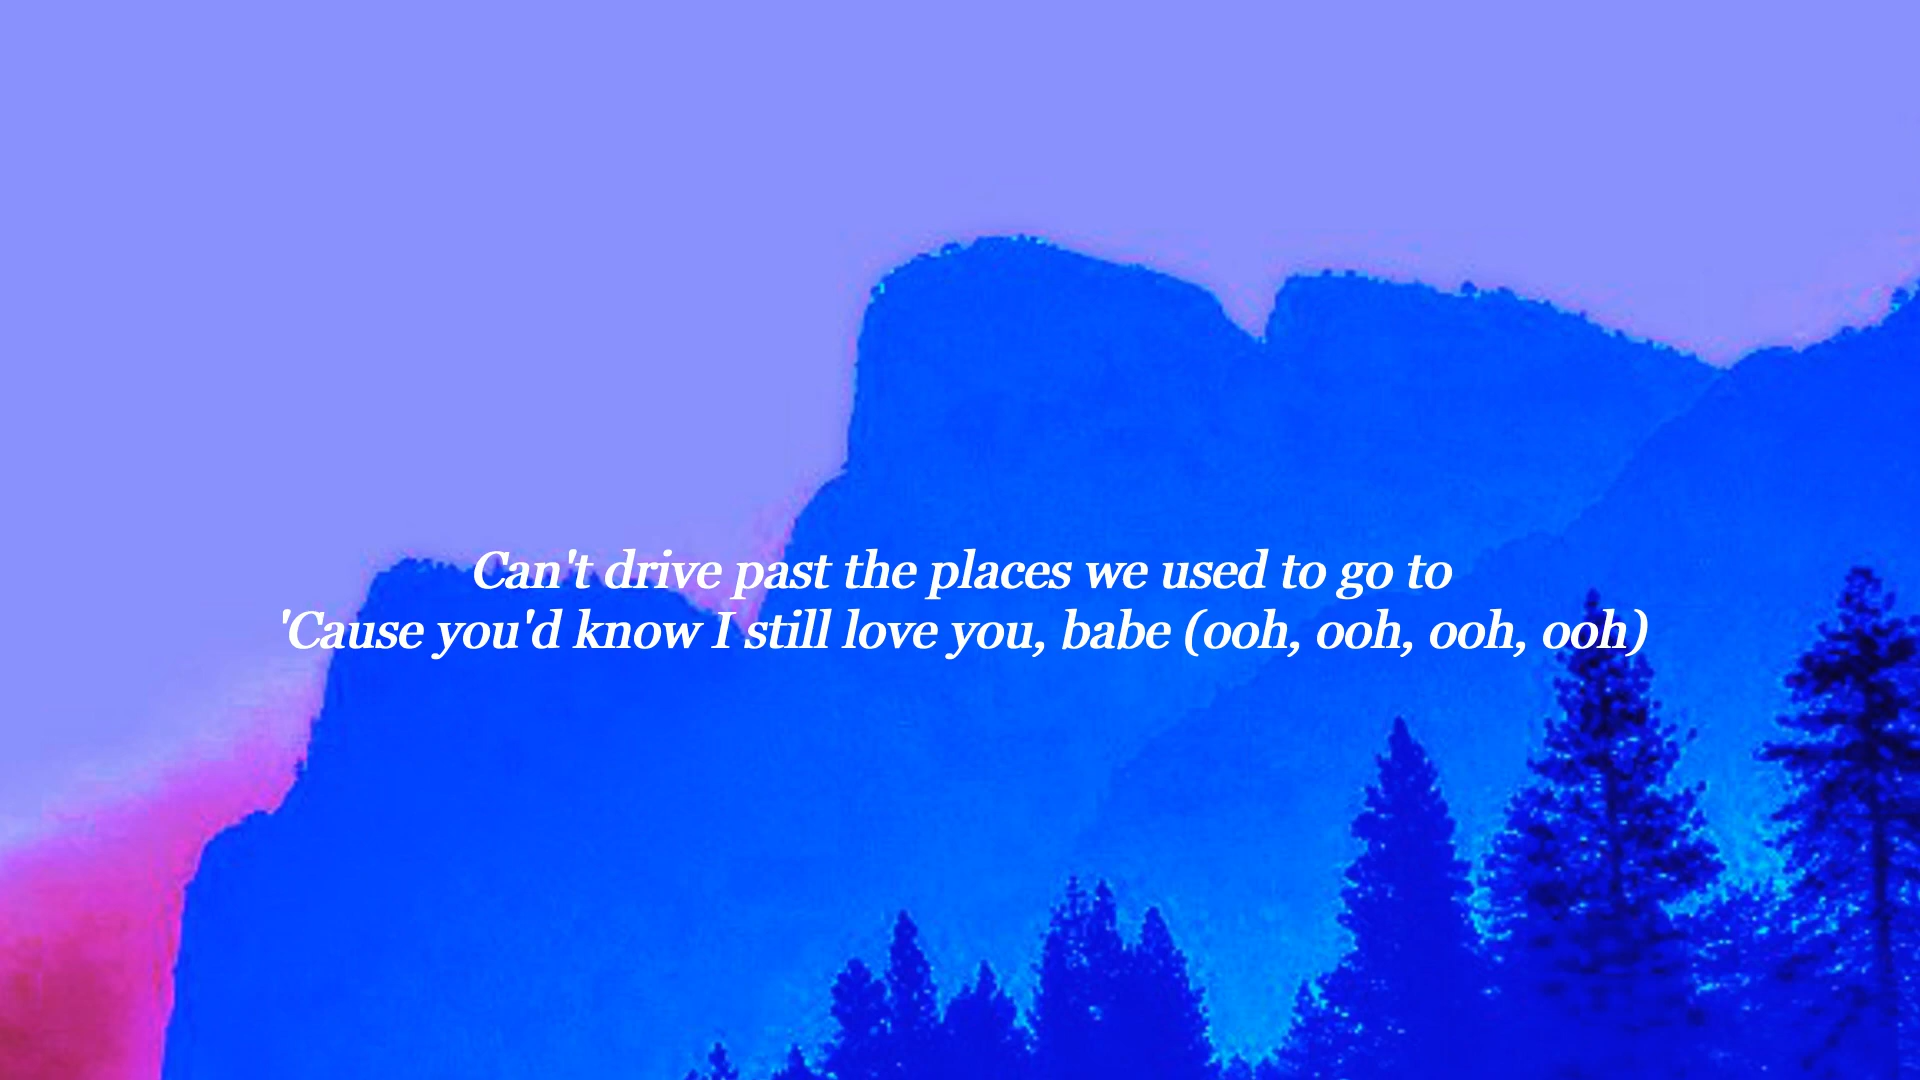 Can't drive past the places we used to go to
'Cause you'd know I still love you, babe (ooh, ooh, ooh, ooh)